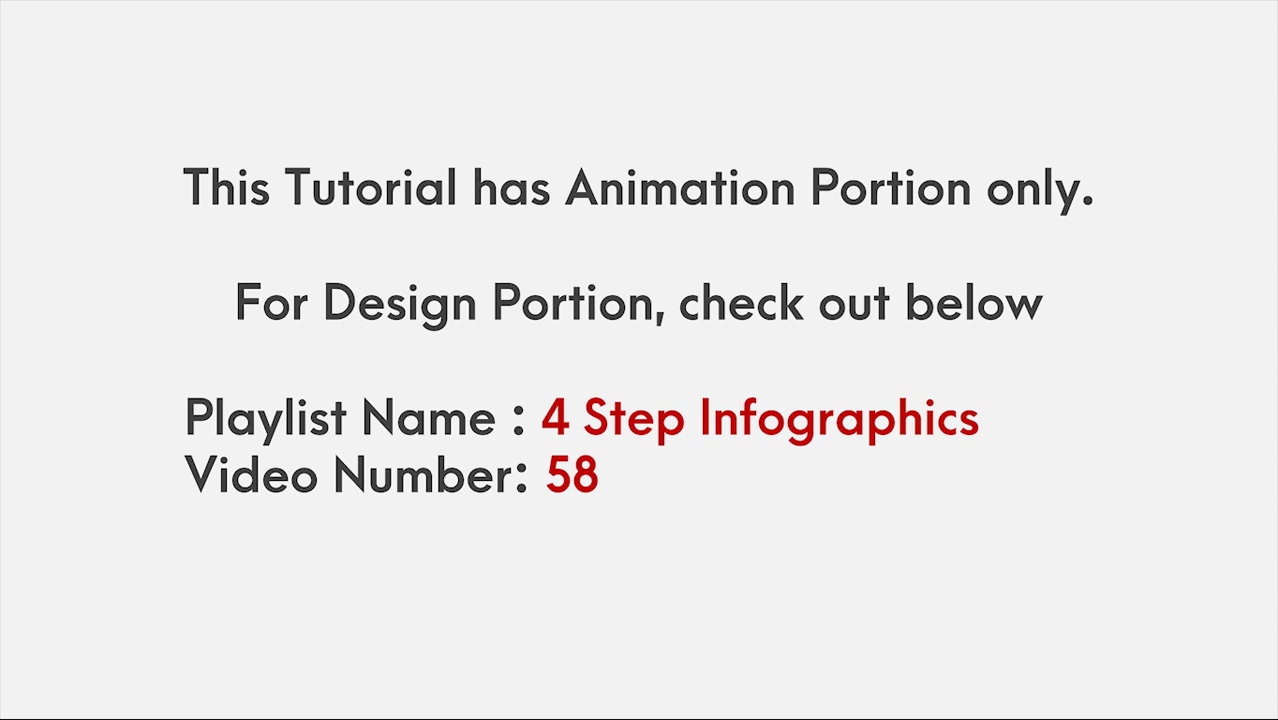 This Tutorial has Animation Portion only.
For Design Portion, check out below
Playlist Name : 4 Step Infographics
Video Number: 58